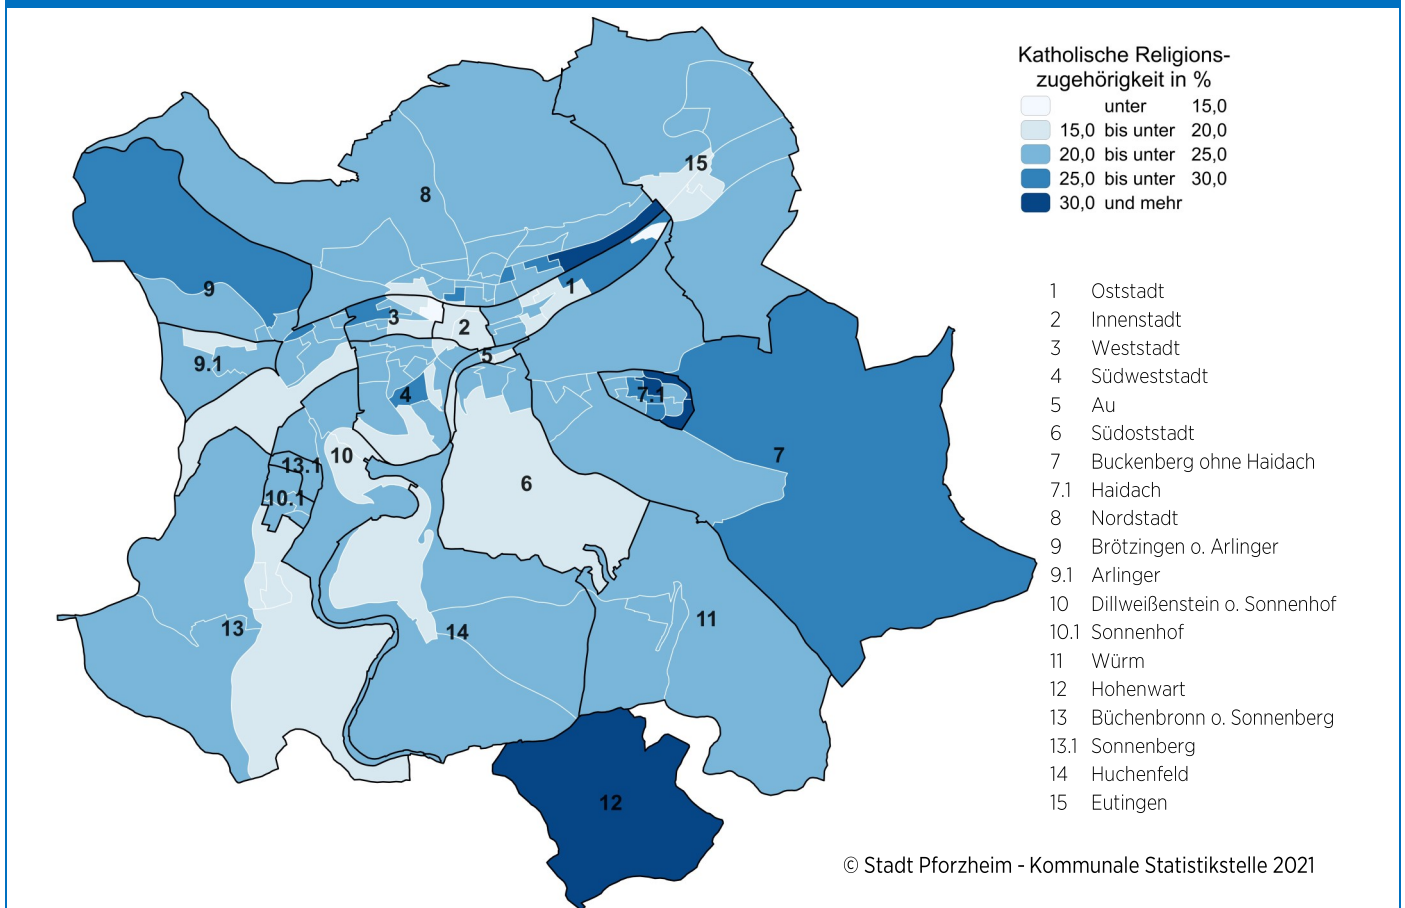 Katholische Religions-
zugehörigkeit in %
unter 15,0
15,0 bis unter 20,0
20,0 bis unter 25,0
25,0 bis unter 30,0
30,0 und mehr
1 Oststadt
2 Innenstadt
3 Weststadt
4 Südweststadt
5 Au
6 Südoststadt
7 Buckenberg ohne Haidach
7.1 Haidach
8 Nordstadt
9 Brötzingen o. Arlinger
9.1 Arlinger
10 Dillweißenstein o. Sonnenhof
10.1 Sonnenhof
11 Würm
12 Hohenwart
13 Büchenbronn o. Sonnenberg
13.1 Sonnenberg
14 Huchenfeld
15 Eutingen
15
8
9
1
3
2
5
9.1
4
7.1
10
7
13.1
6
10.1
11
13
14
12
© Stadt Pforzheim - Kommunale Statistikstelle 2021